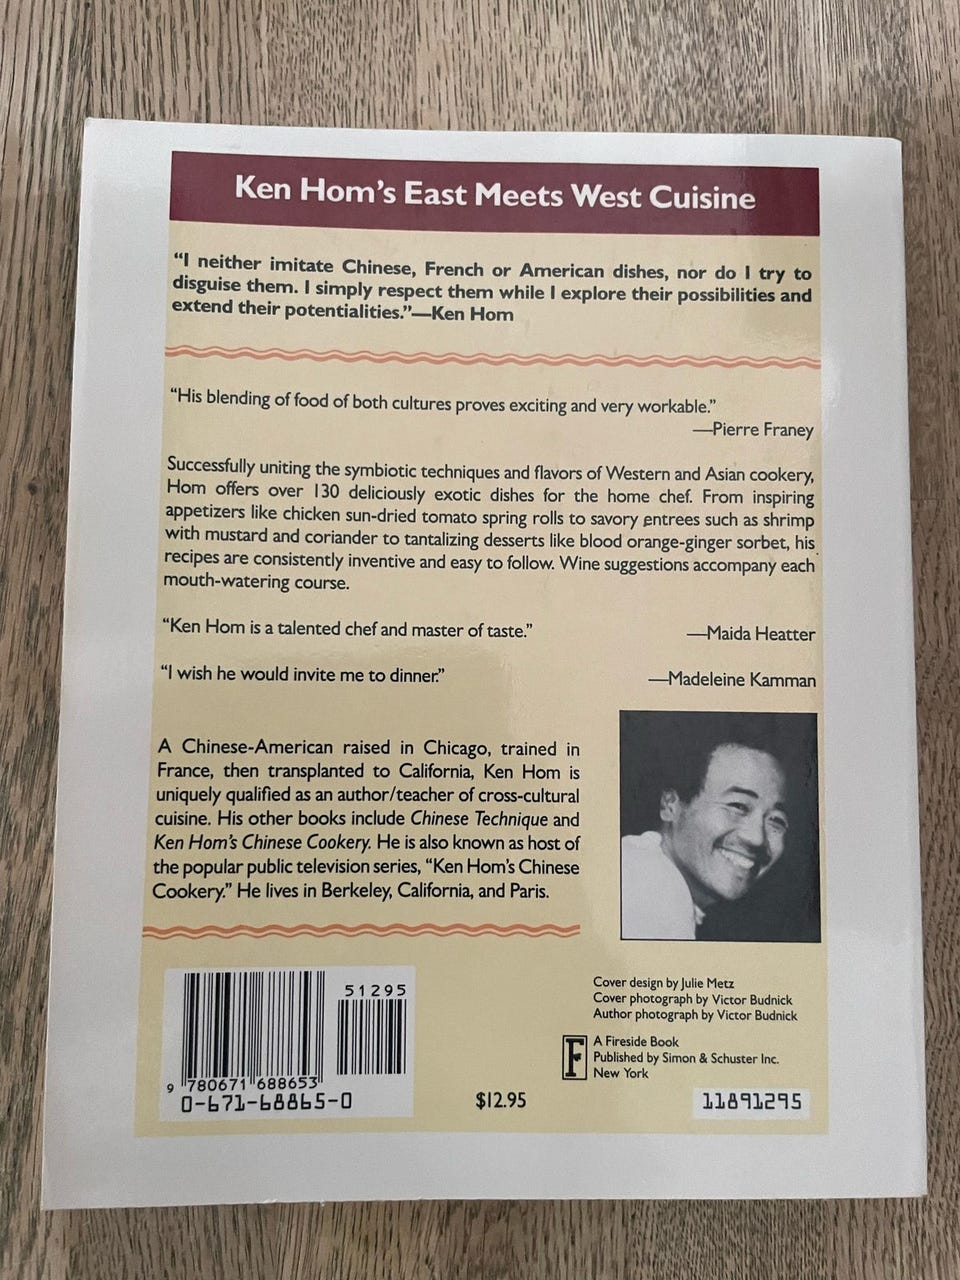 Ken Hom's East Meets West Cuisine
“I neither imitate Chinese, French or American dishes, nor do I try to
disguise them. I simply respect them while I explore their possibilities and
extend their potentialities.”—Ken Hom
“His blending of food of both cultures proves exciting and very workable.”
—Pierre Franey
Successfully uniting the symbiotic techniques and flavors of Western and Asian cookery,
Hom offers over 130 deliciously exotic dishes for the home chef. From inspiring
appetizers like chicken sun-dried tomato spring rolls to savory entrees such as shrimp
with mustard and coriander to tantalizing desserts like blood orange-ginger sorbet, his
recipes are consistently inventive and easy to follow. Wine suggestions accompany each
mouth-watering course.
“Ken Hom is a talented chef and master of taste.” —Maida Heatter
“I wish he would invite me to dinner.” —Madeleine Kamman
A Chinese-American raised in Chicago, trained in
France, then transplanted to California, Ken Hom is
uniquely qualified as an author/teacher of cross-cultural
cuisine. His other books include Chinese Technique and
Ken Hom's Chinese Cookery. He is also known as host of
the popular public television series, “Ken Hom's Chinese
Cookery.” He lives in Berkeley, California, and Paris.
51295
9 780671 688653
0-671-68865-0
$12.95
Cover design by Julie Metz
Cover photograph by Victor Budnick
Author photograph by Victor Budnick
F
A Fireside Book
Published by Simon & Schuster Inc.
New York
11891295